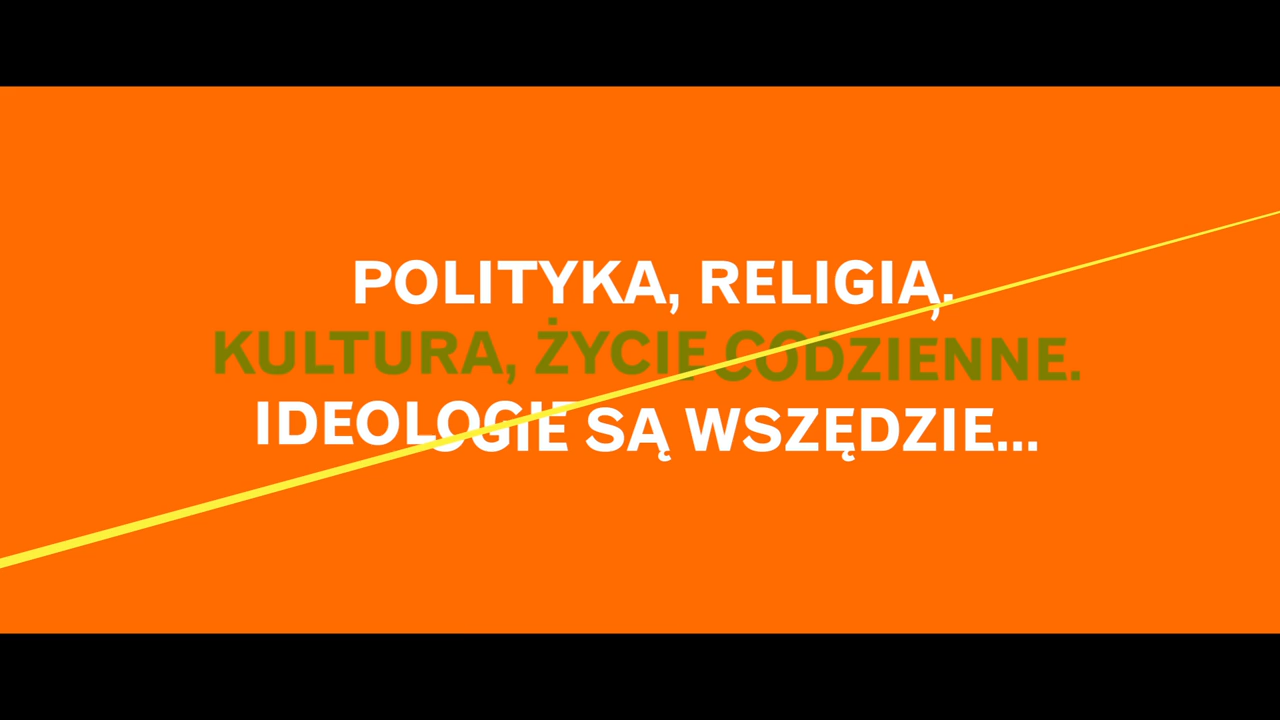 POLITYKA, RELIGIA,
KULTURA, ŻYCIE CODZIENNE.
IDEOLOGIE SĄ WSZĘDZIE...